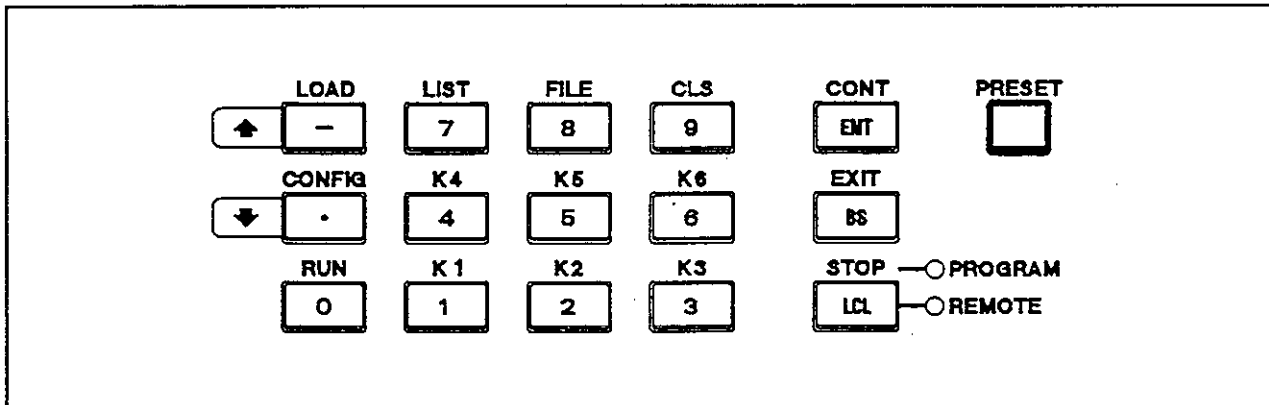 LOAD LIST FILE CLS CONT PRESET
− 7 8 9 ENT
CONFIG K4 K5 K6 EXIT
· 4 5 6 BS
RUN K1 K2 K3 STOP PROGRAM
0 1 2 3 LCL REMOTE